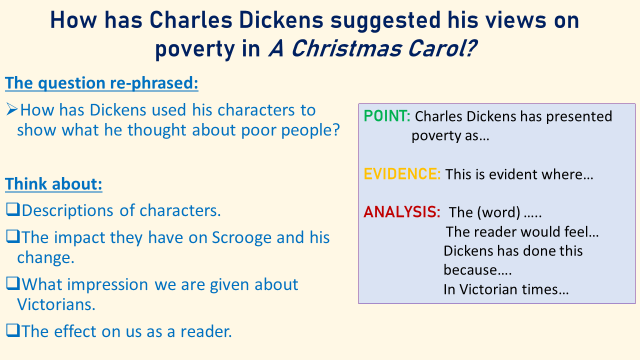 How has Charles Dickens suggested his views on
poverty in A Christmas Carol?
The question re-phrased:
➢How has Dickens used his characters to
show what he thought about poor people?
Think about:
❑Descriptions of characters.
❑The impact they have on Scrooge and his
change.
❑What impression we are given about
Victorians.
❑The effect on us as a reader.
POINT: Charles Dickens has presented
poverty as…
EVIDENCE: This is evident where…
ANALYSIS: The (word) …..
The reader would feel…
Dickens has done this
because….
In Victorian times…